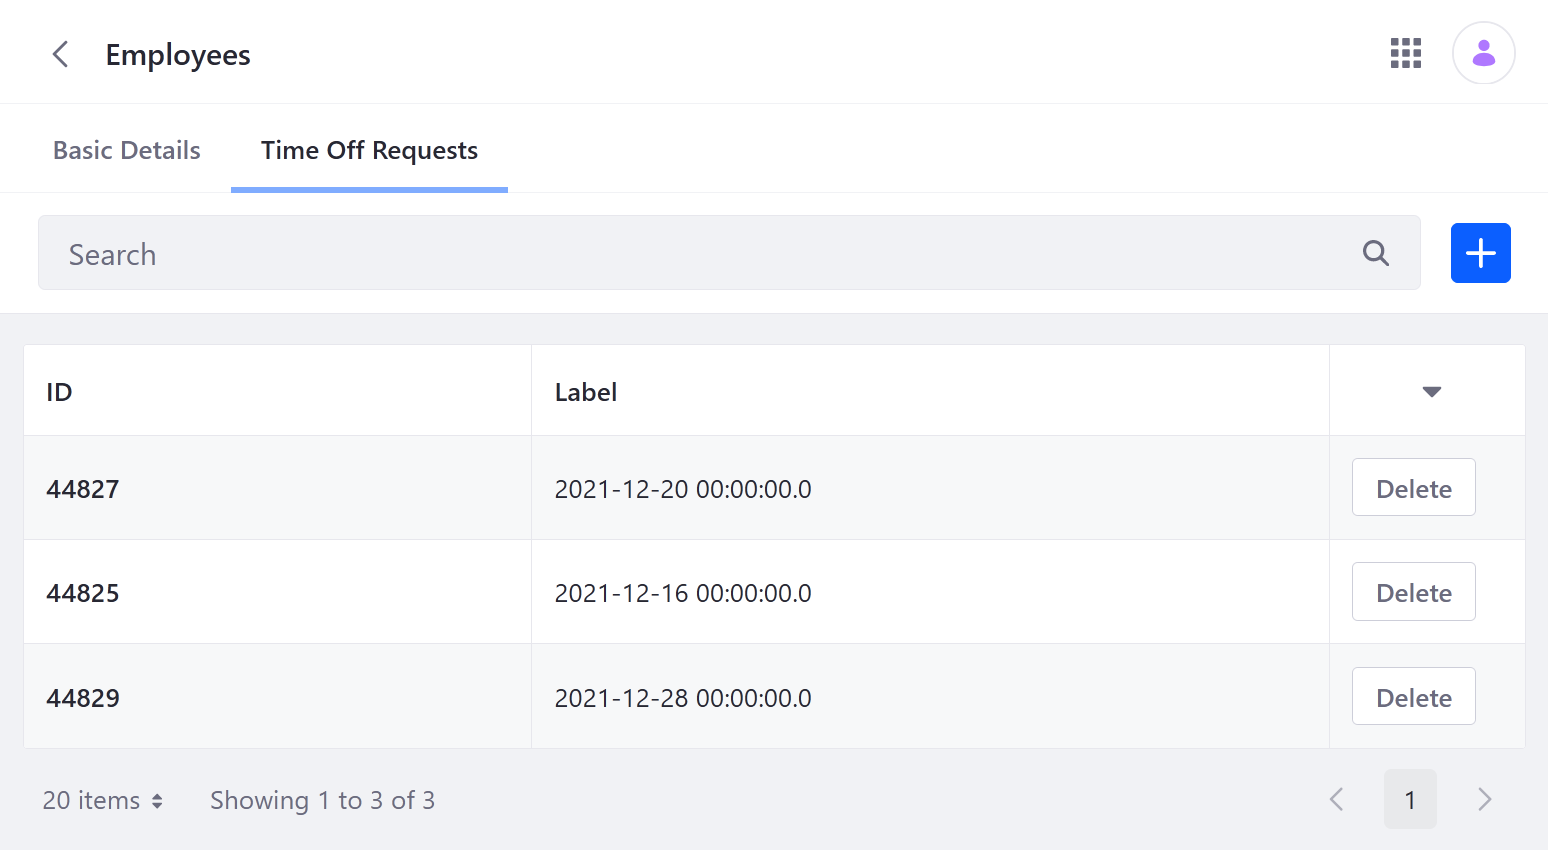 Employees
Basic Details
Time Off Requests
Search
ID
Label
44827
2021-12-20 00:00:00.0
Delete
44825
2021-12-16 00:00:00.0
Delete
44829
2021-12-28 00:00:00.0
Delete
20 items
Showing 1 to 3 of 3
1